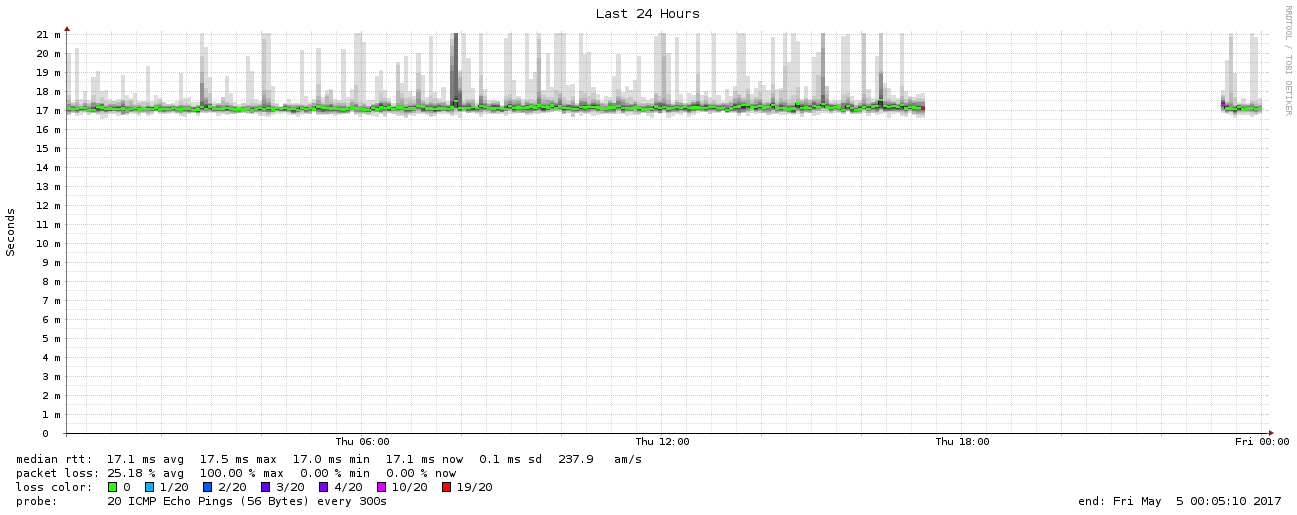 Last 24 Hours
RRDTOOL / TOBI OETIKER
Seconds
21 m
20 m
19 m
18 m
17 m
16 m
15 m
14 m
13 m
12 m
11 m
10 m
9 m
8 m
7 m
6 m
5 m
4 m
3 m
2 m
1 m
0
Thu 06:00 Thu 12:00 Thu 18:00 Fri 00:00
median rtt: 17.1 ms avg 17.5 ms max 17.0 ms min 17.1 ms now 0.1 ms sd 237.9 am/s
packet loss: 25.18 % avg 100.00 % max 0.00 % min 0.00 % now
loss color: 0 1/20 2/20 3/20 4/20 10/20 19/20
probe: 20 ICMP Echo Pings (56 Bytes) every 300s end: Fri May 5 00:05:10 2017